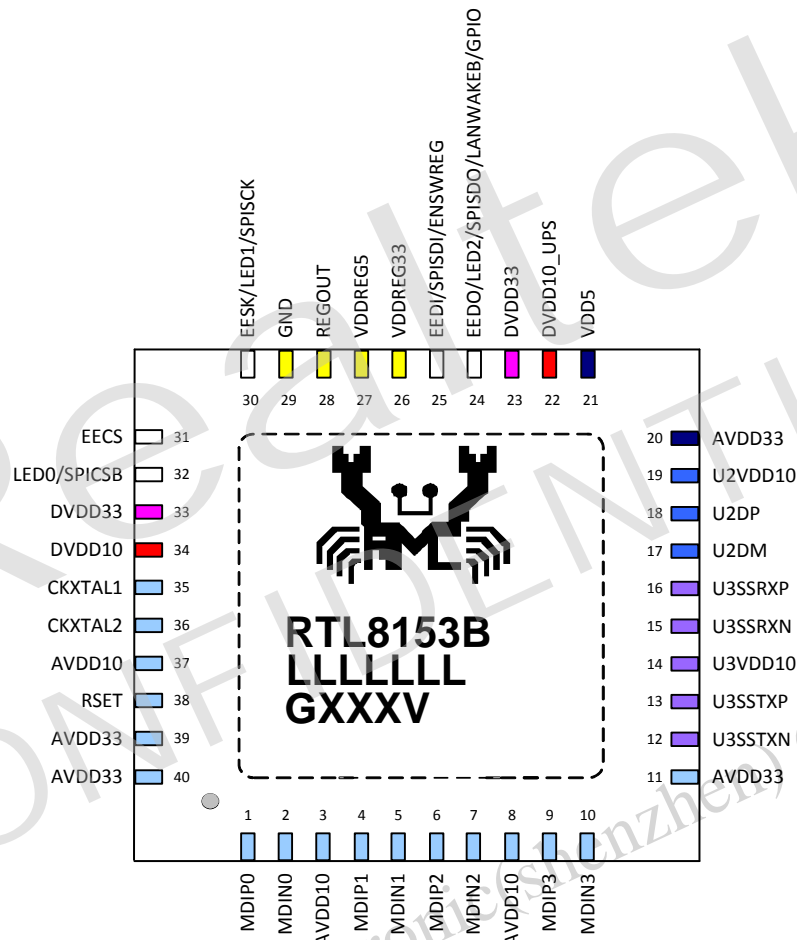 EESK/LED1/SPISCK
GND
REGOUT
VDDREG5
VDDREG33
EEDI/SPISDI/ENSWREG
EEDO/LED2/SPISDO/LANWAKEB/GPIO
DVDD33
DVDD10_UPS
VDD5
30 29 28 27 26 25 24 23 22 21
EECS 31
LED0/SPICSB 32
DVDD33 33
DVDD10 34
CKXTAL1 35
CKXTAL2 36
AVDD10 37
RSET 38
AVDD33 39
AVDD33 40
20 AVDD33
19 U2VDD10
18 U2DP
17 U2DM
16 U3SSRXP
15 U3SSRXN
14 U3VDD10
13 U3SSTXP
12 U3SSTXN
11 AVDD33
RTL8153B
LLLLLLL
GXXXV
1 2 3 4 5 6 7 8 9 10
MDIP0
MDIN0
AVDD10
MDIP1
MDIN1
MDIP2
MDIN2
AVDD10
MDIP3
MDIN3
Realtek
CONFIDENTI
onic(shenzhen)